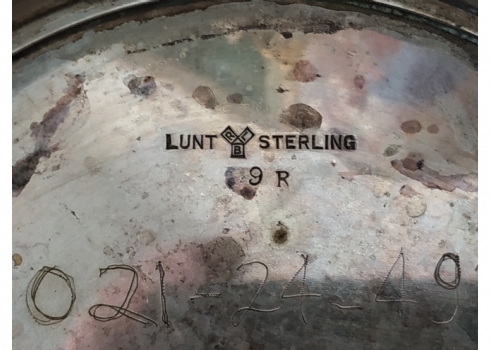 LUNT R L B STERLING
9 R
021-24-49